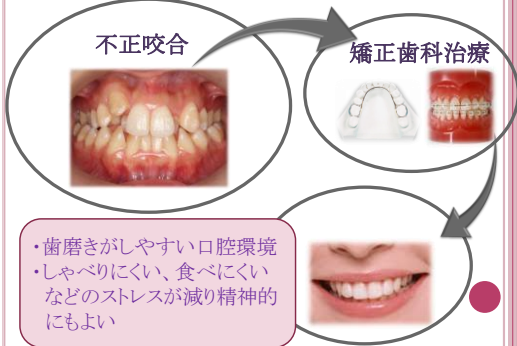 不正咬合
矯正歯科治療
・歯磨きがしやすい口腔環境
・しゃべりにくい、食べにくい
などのストレスが減り精神的
にもよい